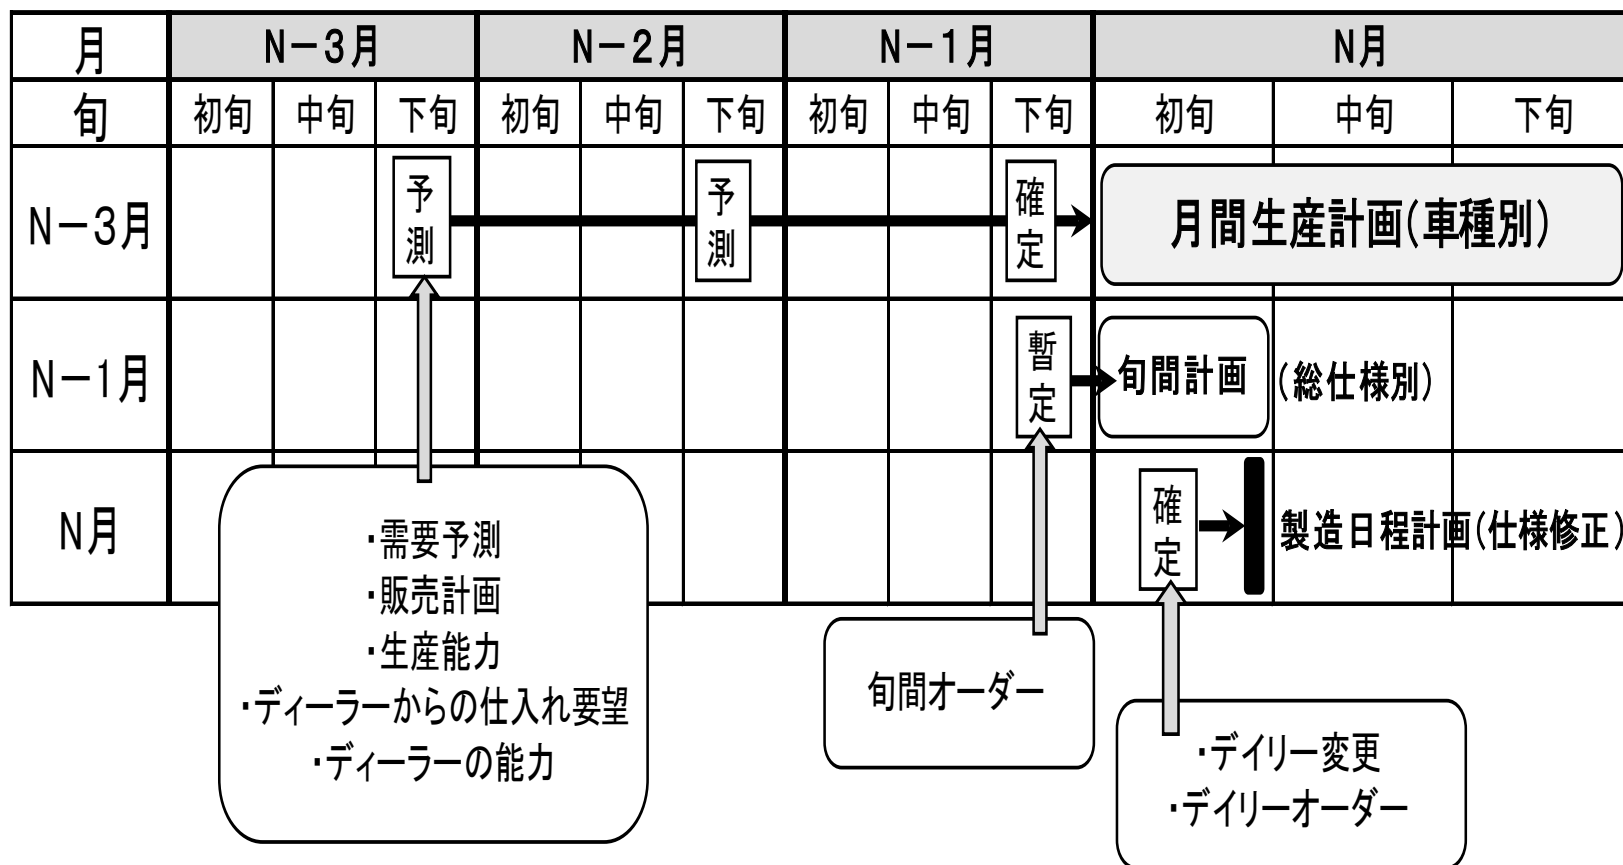 月 N－3月 N－2月 N－1月 N月
旬 初旬 中旬 下旬 初旬 中旬 下旬 初旬 中旬 下旬 初旬 中旬 下旬
N－3月 予測 予測 確定 月間生産計画(車種別)
N－1月 暫定 旬間計画 (総仕様別)
N月 確定 製造日程計画(仕様修正)
・需要予測
・販売計画
・生産能力
・ディーラーからの仕入れ要望
・ディーラーの能力
旬間オーダー
・デイリー変更
・デイリーオーダー